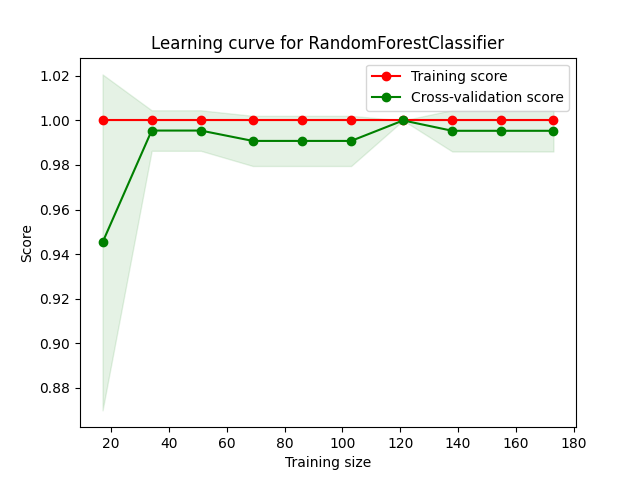 Learning curve for RandomForestClassifier
Training score
Cross-validation score
1.02
1.00
0.98
0.96
0.94
0.92
0.90
0.88
Score
20 40 60 80 100 120 140 160 180
Training size